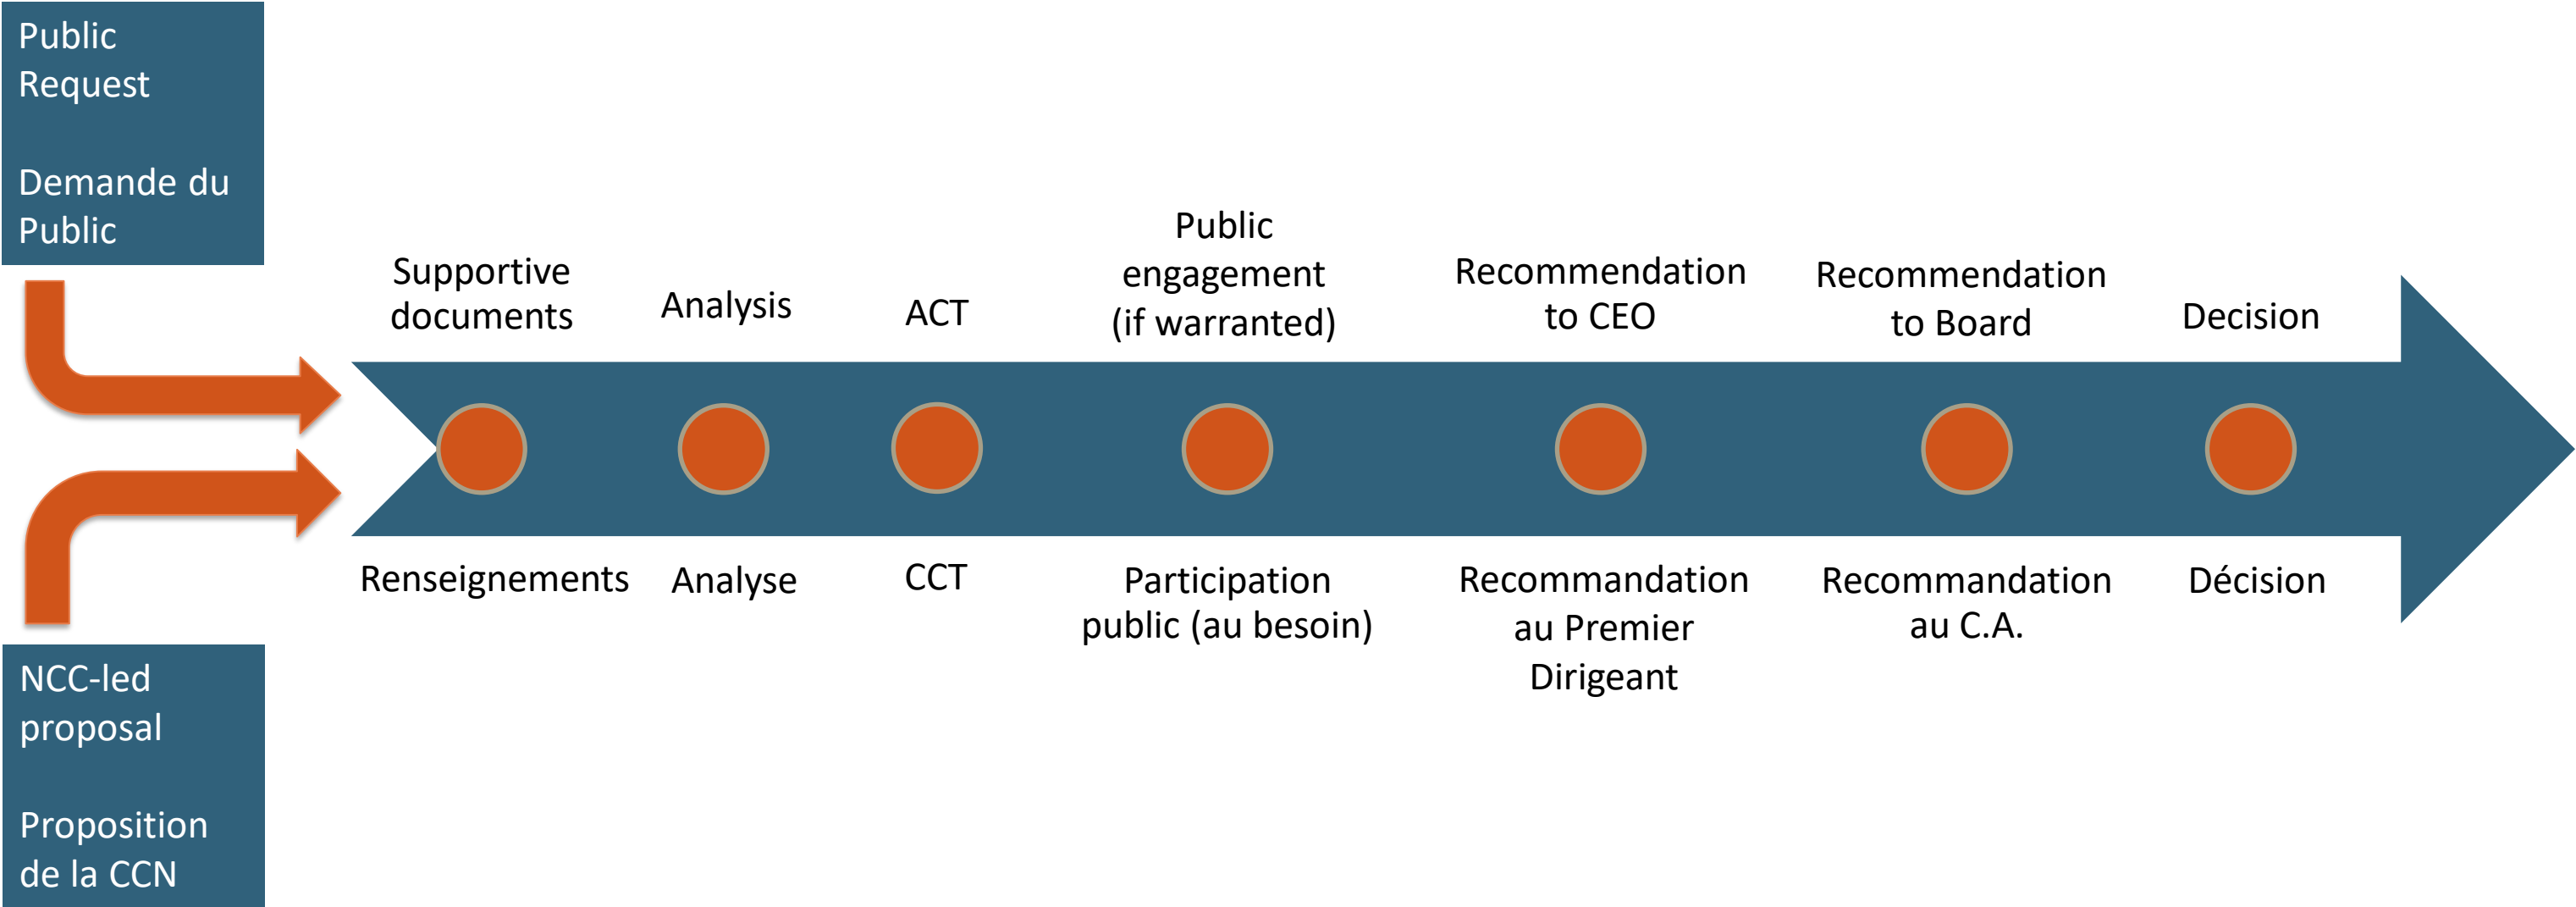 Public
Request
Demande du
Public
Supportive
documents
Analysis
ACT
Public
engagement
(if warranted)
Recommendation
to CEO
Recommendation
to Board
Decision
Renseignements
Analyse
CCT
Participation
public (au besoin)
Recommandation
au Premier
Dirigeant
Recommandation
au C.A.
Décision
NCC-led
proposal
Proposition
de la CCN